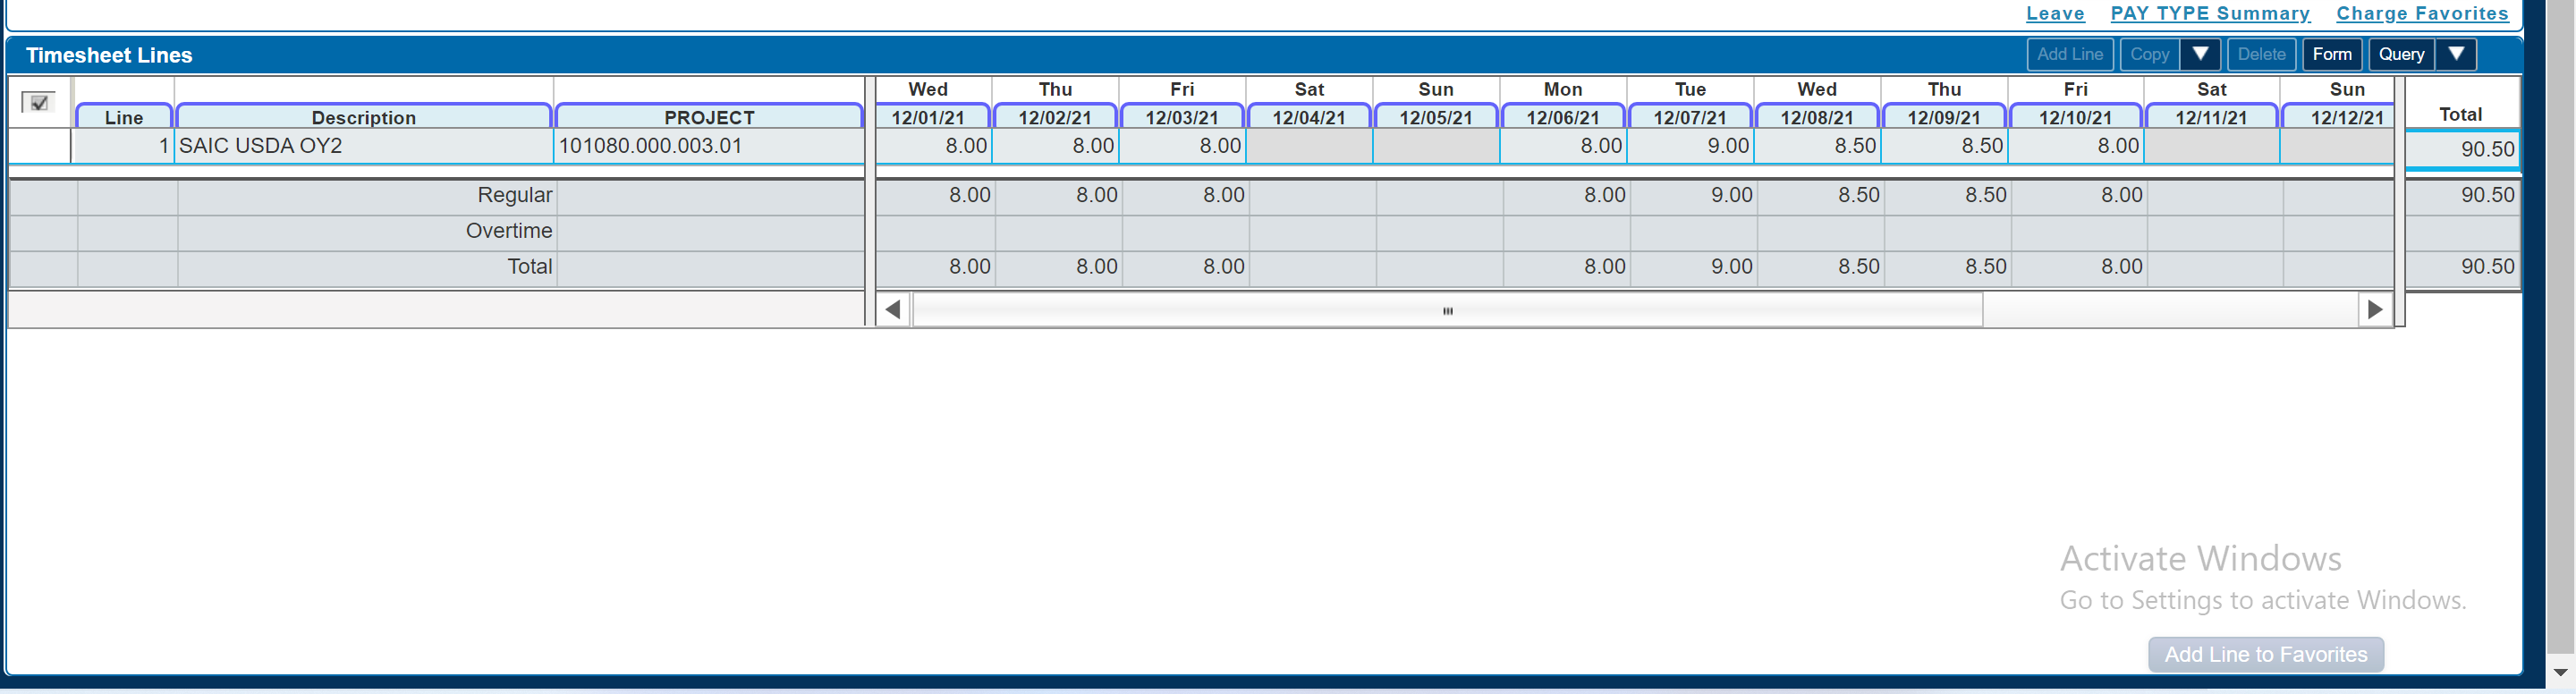 Leave PAY TYPE Summary Charge Favorites
Timesheet Lines Add Line Copy Delete Form Query
Wed Thu Fri Sat Sun Mon Tue Wed Thu Fri Sat Sun
Line Description PROJECT 12/01/21 12/02/21 12/03/21 12/04/21 12/05/21 12/06/21 12/07/21 12/08/21 12/09/21 12/10/21 12/11/21 12/12/21 Total
1 SAIC USDA OY2 101080.000.003.01 8.00 8.00 8.00 8.00 9.00 8.50 8.50 8.00 90.50
Regular 8.00 8.00 8.00 8.00 9.00 8.50 8.50 8.00 90.50
Overtime
Total 8.00 8.00 8.00 8.00 9.00 8.50 8.50 8.00 90.50
Activate Windows
Go to Settings to activate Windows.
Add Line to Favorites